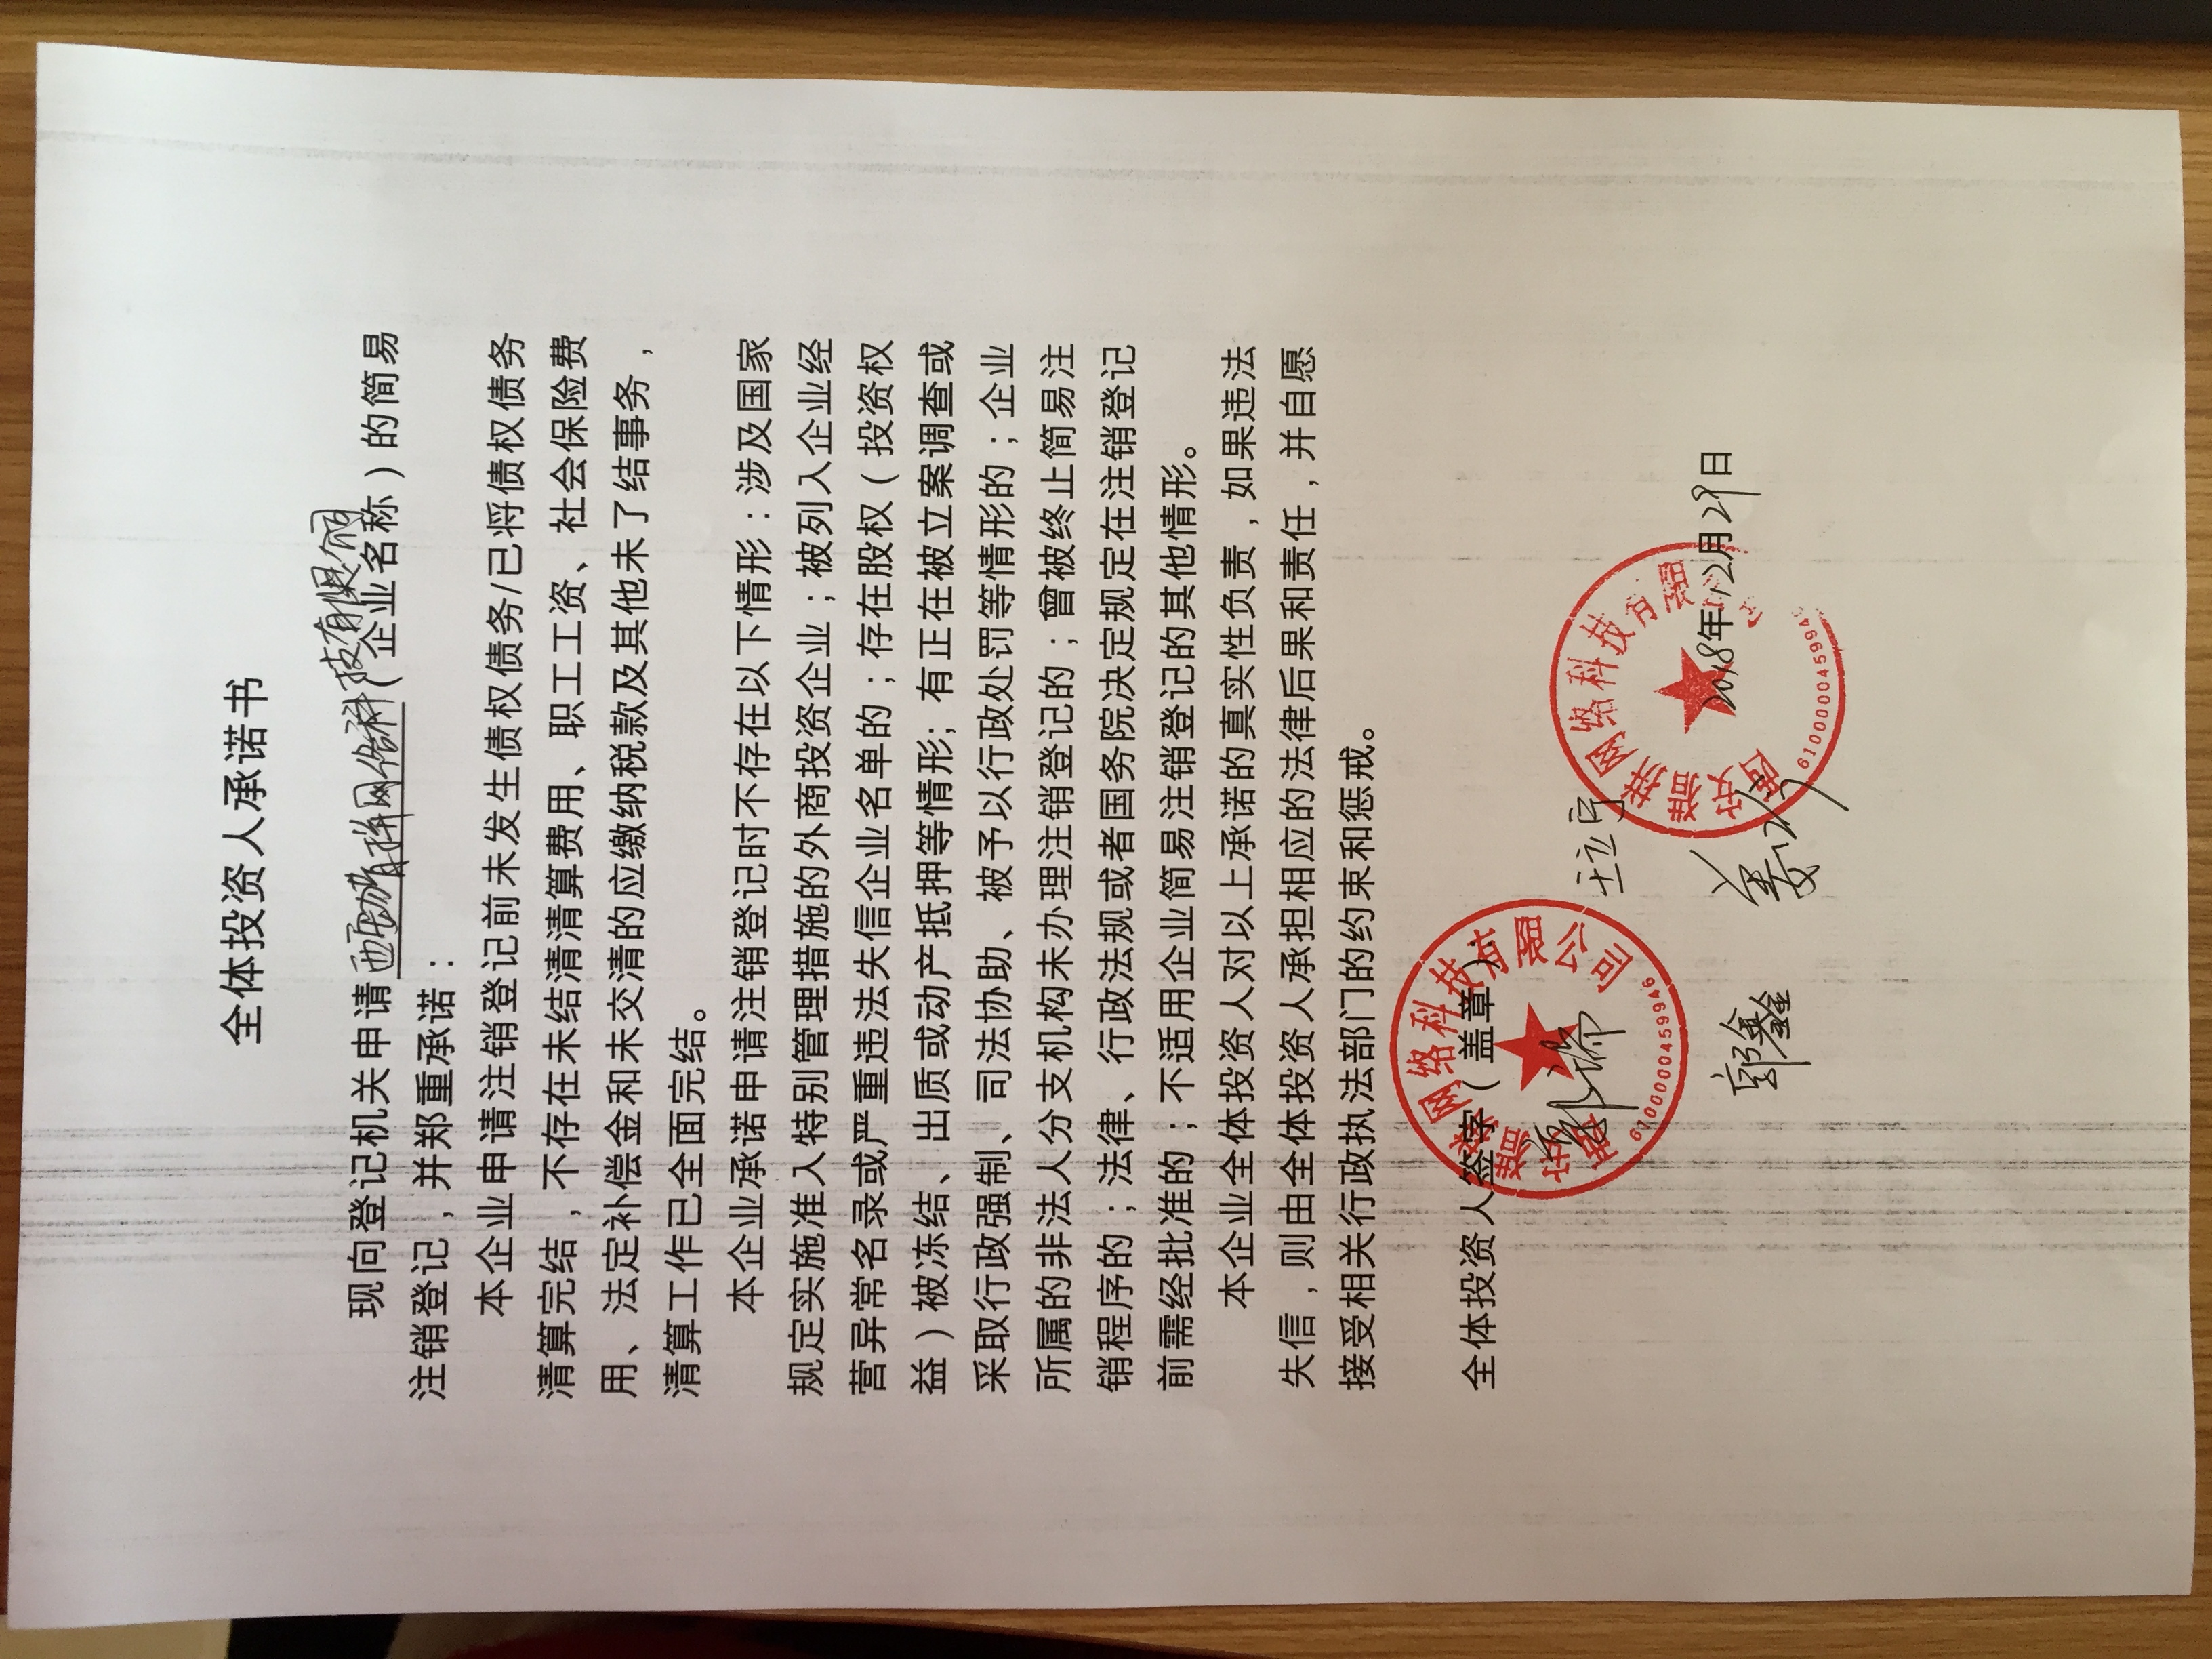 全体投资人承诺书
现向登记机关申请西安猎拼网络科技有限公司（企业名称）的简易
注销登记，并郑重承诺：
本企业申请注销登记前未发生债权债务/已将债权债务
清算完结，不存在未结清清算费用、职工工资、社会保险费
用、法定补偿金和未交清的应缴纳税款及其他未了结事务，
清算工作已全面完结。
本企业承诺申请注销登记时不存在以下情形：涉及国家
规定实施准入特别管理措施的外商投资企业；被列入企业经
营异常名录或严重违法失信企业名单的；存在股权（投资权
益）被冻结、出质或动产抵押等情形;有正在被立案调查或
采取行政强制、司法协助、被予以行政处罚等情形的；企业
所属的非法人分支机构未办理注销登记的；曾被终止简易注
销程序的；法律、行政法规或者国务院决定规定在注销登记
前需经批准的；不适用企业简易注销登记的其他情形。
本企业全体投资人对以上承诺的真实性负责，如果违法
失信，则由全体投资人承担相应的法律后果和责任，并自愿
接受相关行政执法部门的约束和惩戒。
全体投资人签字（盖章）：
西安猎拼网络科技有限公司
6100000459946
郭瑞 王立宁
西安猎拼网络科技有限公司
610000045994
2018年12月29日
郭鑫 姜